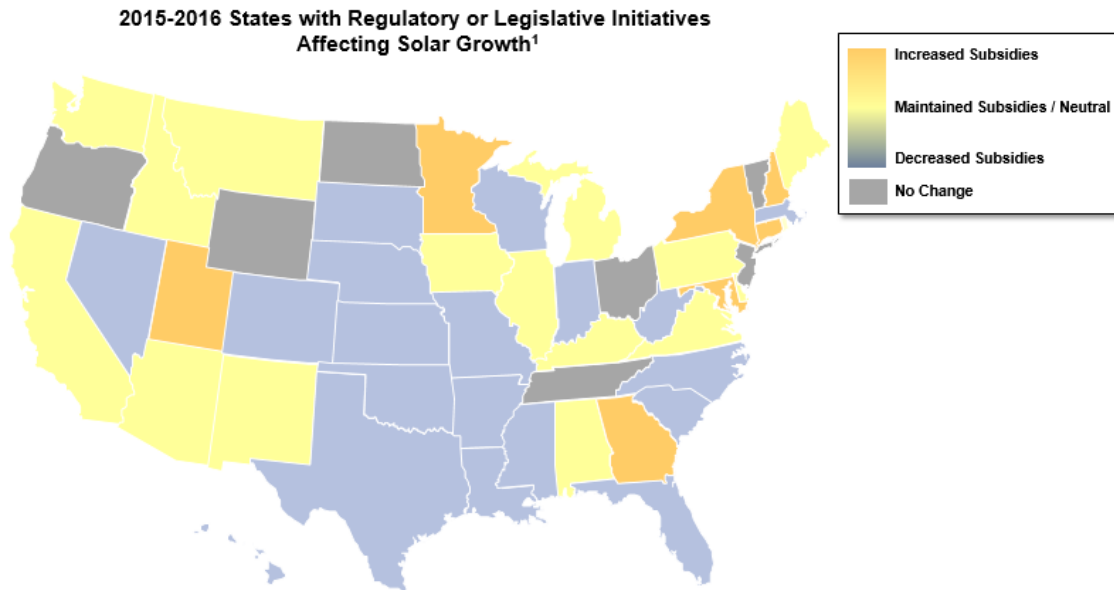 2015-2016 States with Regulatory or Legislative Initiatives
Affecting Solar Growth¹
Increased Subsidies
Maintained Subsidies / Neutral
Decreased Subsidies
No Change